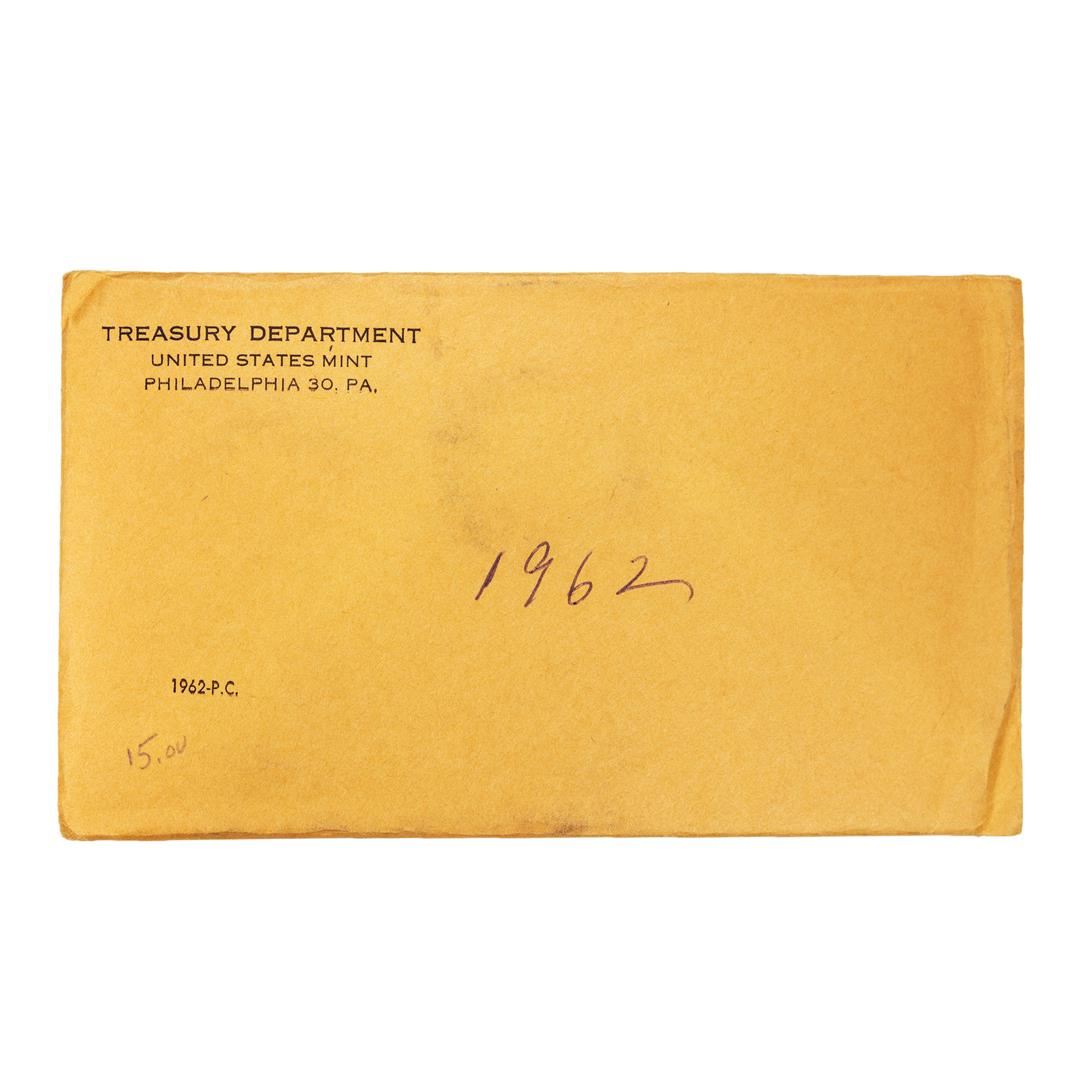 TREASURY DEPARTMENT
UNITED STATES MINT
PHILADELPHIA 30, PA.
1962
1962-P.C.
15.00